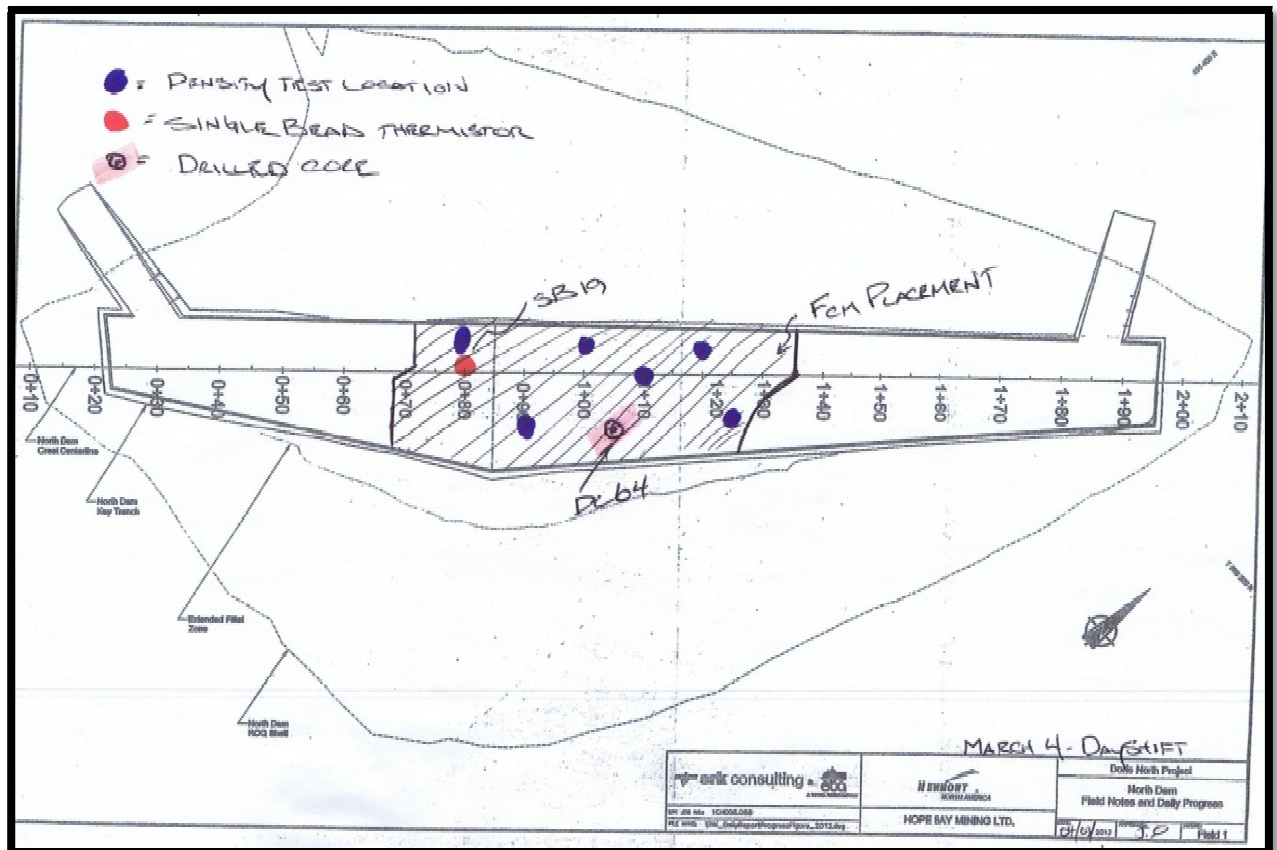 = DENSITY TEST LOCATION
= SINGLE BEAD THERMISTOR
= DRILLED CORE
SB19
FCM PLACEMENT
0+10
0+20
0+30
0+40
0+50
0+60
0+70
0+80
0+90
1+00
1+10
1+20
1+30
1+40
1+50
1+60
1+70
1+80
1+90
2+00
2+10
DC64
North Dam
Crest Centerline
North Dam
Key Trench
Extended Fillet
Zone
North Dam
ROQ Shell
MARCH 4 - DAYSHIFT
srk consulting
NEWMONT
NORTH AMERICA
HOPE BAY MINING LTD.
Doris North Project
North Dam
Field Notes and Daily Progress
2012
J.P
Field 1